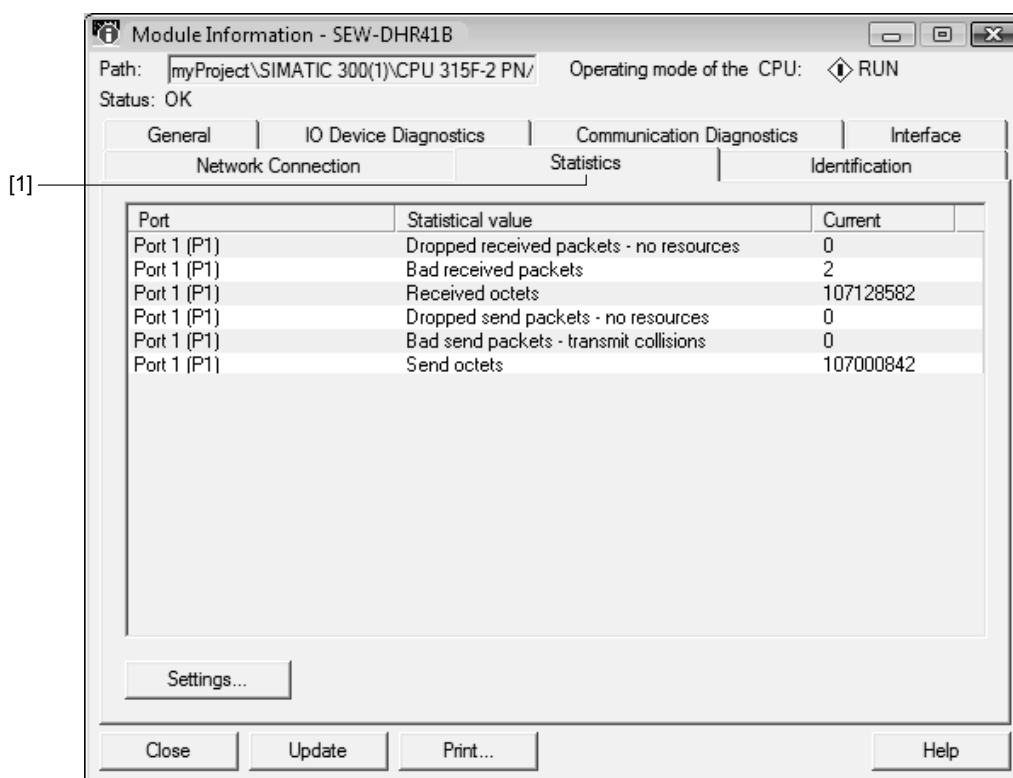 Module Information - SEW-DHR41B
Path: myProject\SIMATIC 300(1)\CPU 315F-2 PN/ Operating mode of the CPU: RUN
Status: OK
General IO Device Diagnostics Communication Diagnostics Interface
Network Connection Statistics Identification
[1]
Port Statistical value Current
Port 1 (P1) Dropped received packets - no resources 0
Port 1 (P1) Bad received packets 2
Port 1 (P1) Received octets 107128582
Port 1 (P1) Dropped send packets - no resources 0
Port 1 (P1) Bad send packets - transmit collisions 0
Port 1 (P1) Send octets 107000842
Settings...
Close Update Print... Help